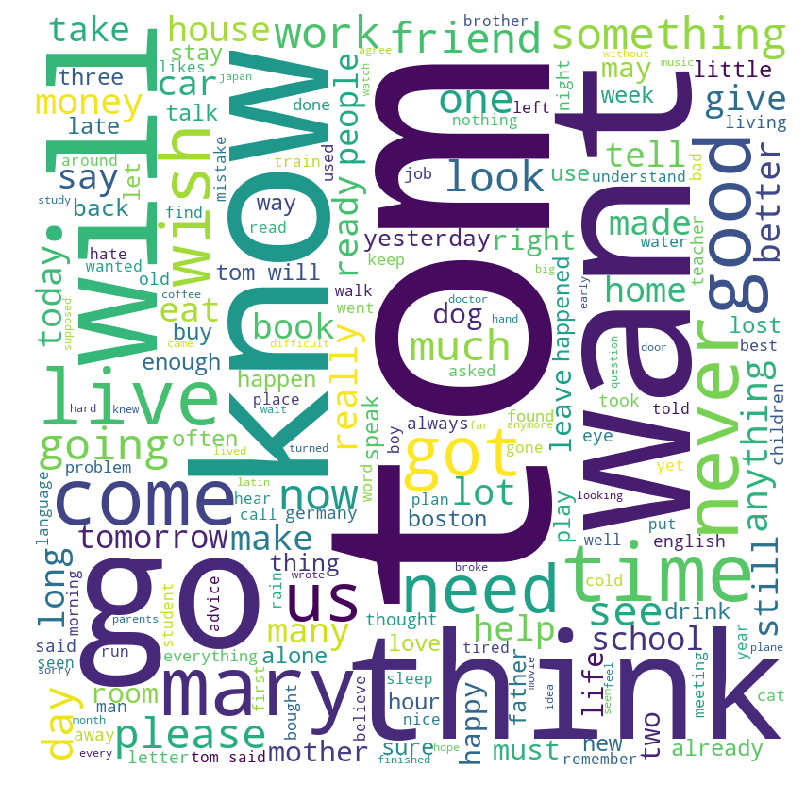 take
house
work
friend
something
brother
agree
without
stay
likes
japan
watch
music
three
car
done
one
left
night
may
little
money
talk
people
nothing
week
give
living
late
will
know
tom
want
around
let
wish
mistake
train
used
job
look
use
tell
understand
bad
say
study
back
find
way
read
ready
yesterday
right
made
water
teacher
good
better
today.
hate
wanted
old
tom will
keep
big
early
home
eat
coffee
walk
went
doctor
hand
dog
happened
supposed
buy
book
much
asked
leave
door
lost
best
came
difficult
enough
happen
really
question
took
told
never
anything
children
live
hard
knew
place
wait
always
far
found
anymore
boy
eye
going
often
lived
turned
speak
got
gone
yet
problem
latin
word
looking
language
come
hear
now
plan
lot
play
put
call
germany
boston
well
english
tomorrow
make
still
long
morning
thing
wrote
broke
need
time
cold
go
us
rain
advice
student
parents
many
thought
help
see
drink
said
run
everything
alone
love
tired
school
year
plane
seen
sorry
mary
think
first
sleep
father
life
meeting
cat
day
room
man
bought
believe
hour
nice
happy
idea
movie
seen
feel
two
month
away
please
mother
sure
hope
must
new
already
every
letter
tom said
finished
remember